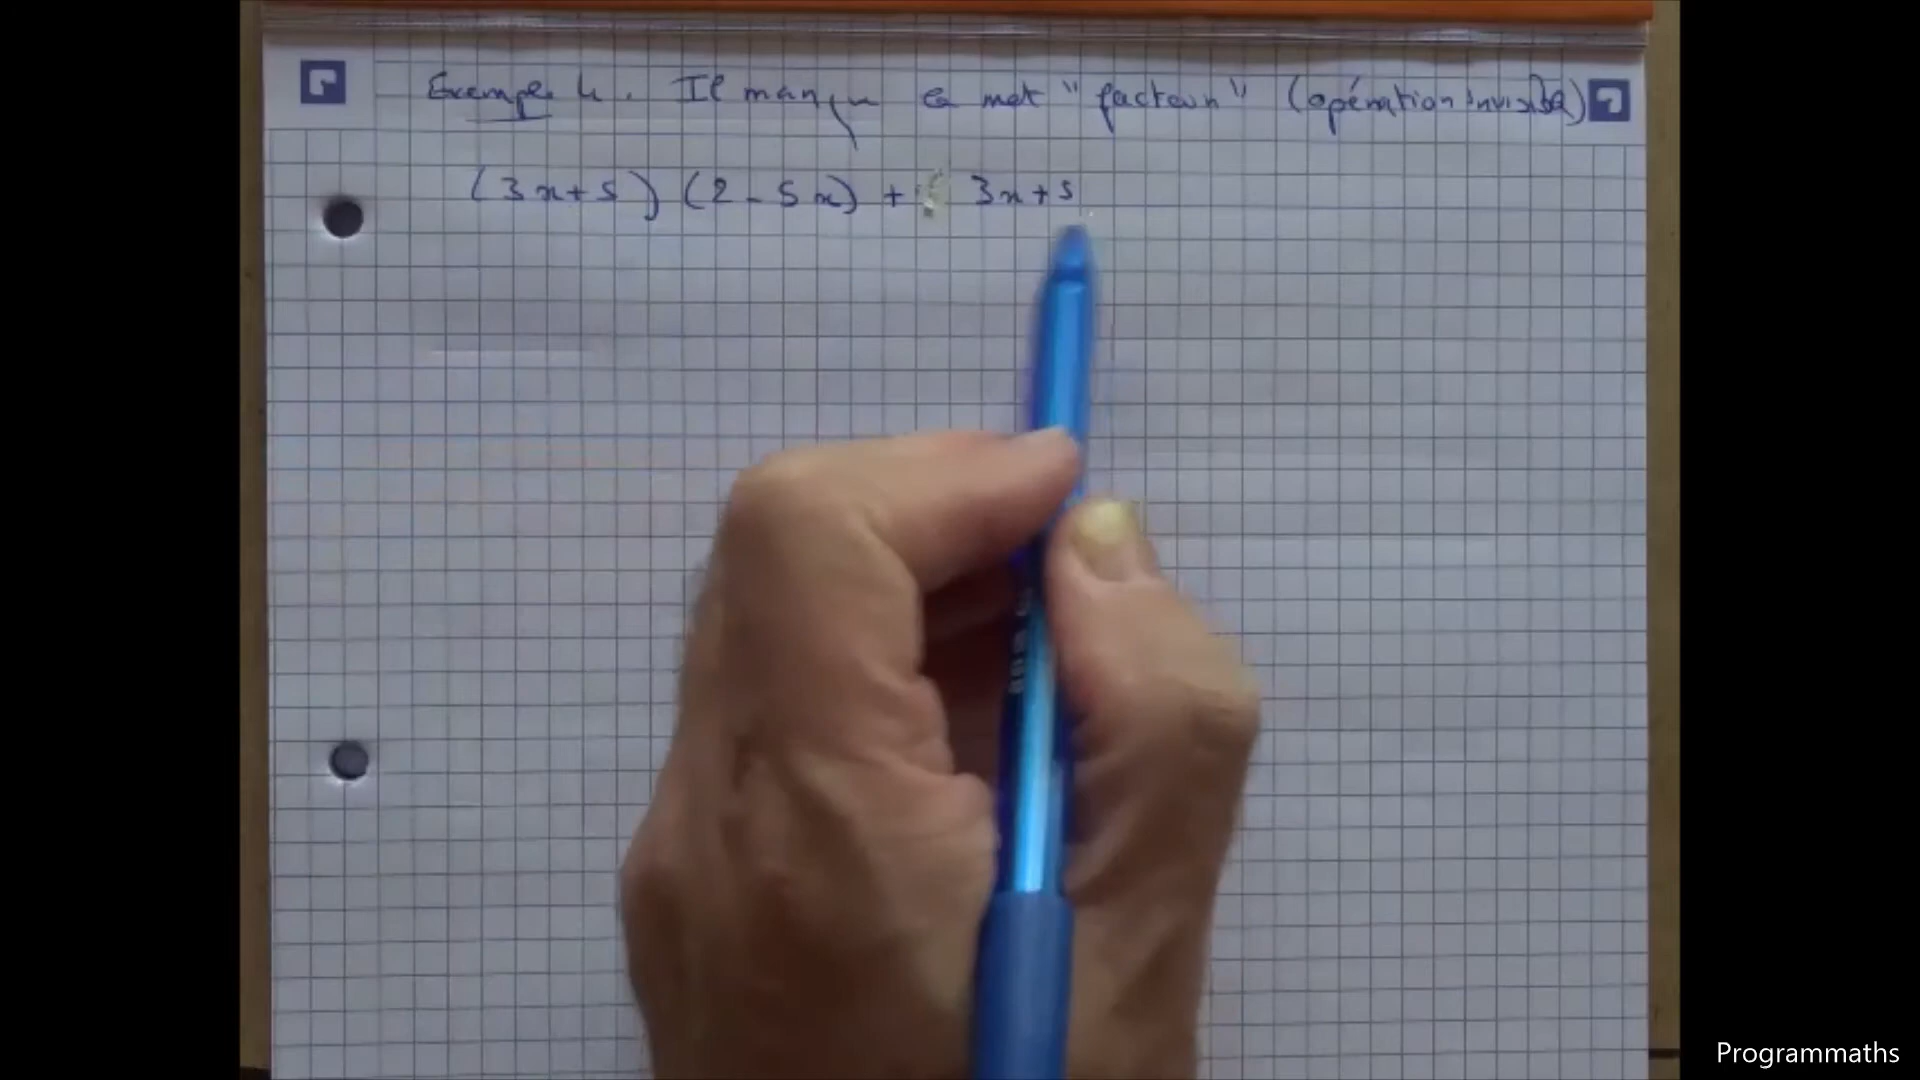 Exemple 4. Il manque le mot "facteur" (opération invisible)
(3x+5)(2-5x) + 3x+5
Programmaths